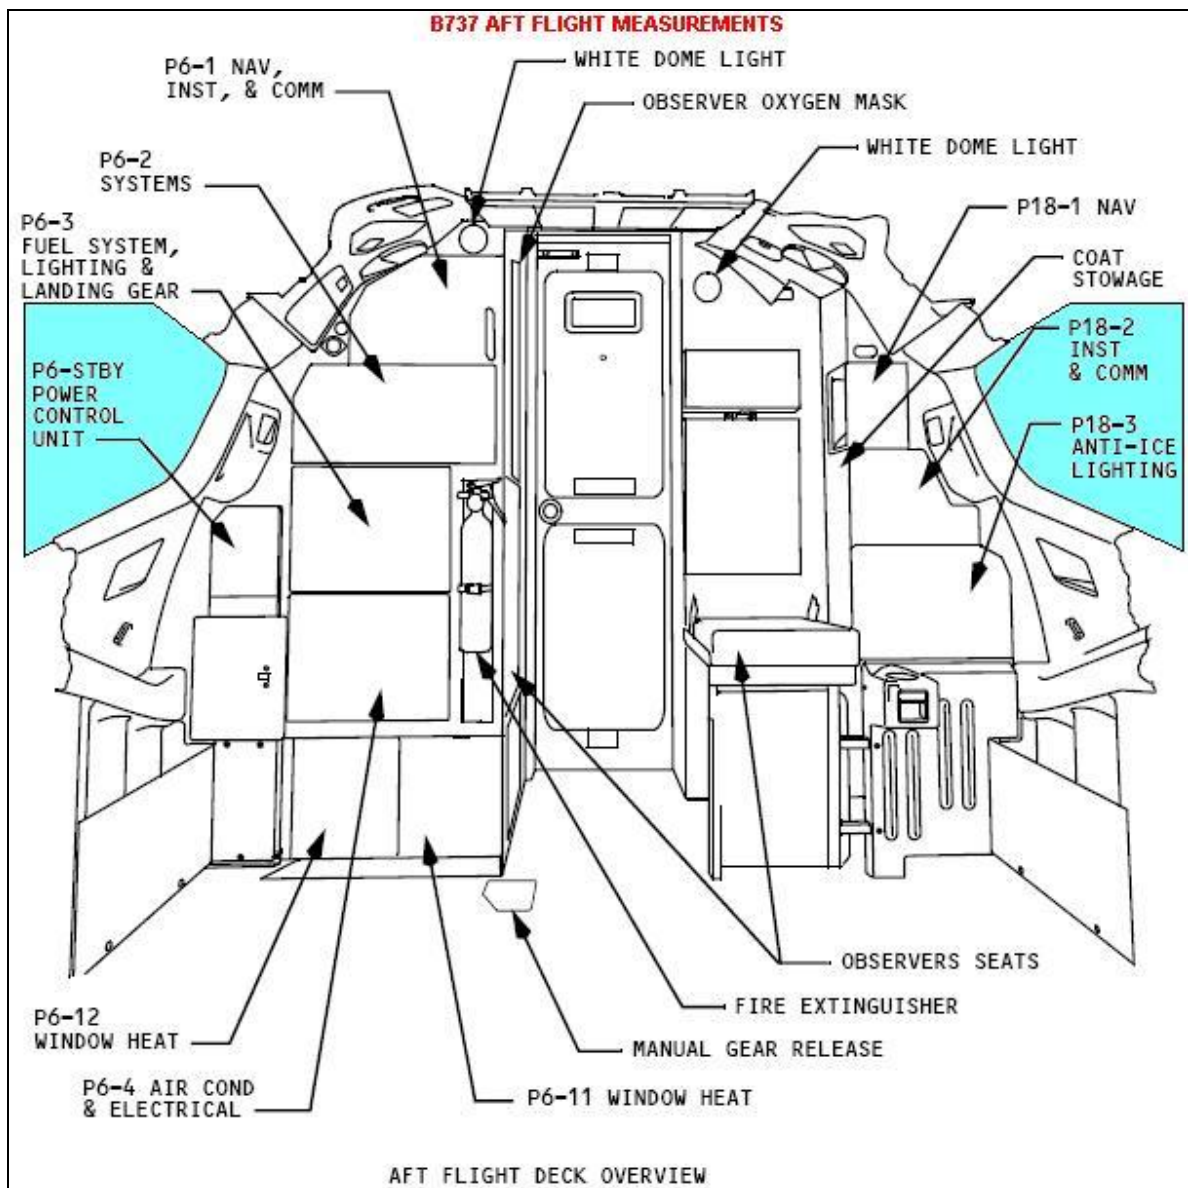 B737 AFT FLIGHT MEASUREMENTS
WHITE DOME LIGHT
P6-1 NAV,
INST, & COMM
OBSERVER OXYGEN MASK
WHITE DOME LIGHT
P6-2
SYSTEMS
P18-1 NAV
P6-3
FUEL SYSTEM,
LIGHTING &
LANDING GEAR
COAT
STOWAGE
P18-2
INST
& COMM
P6-STBY
POWER
CONTROL
UNIT
P18-3
ANTI-ICE
LIGHTING
OBSERVERS SEATS
FIRE EXTINGUISHER
P6-12
WINDOW HEAT
MANUAL GEAR RELEASE
P6-4 AIR COND
& ELECTRICAL
P6-11 WINDOW HEAT
AFT FLIGHT DECK OVERVIEW